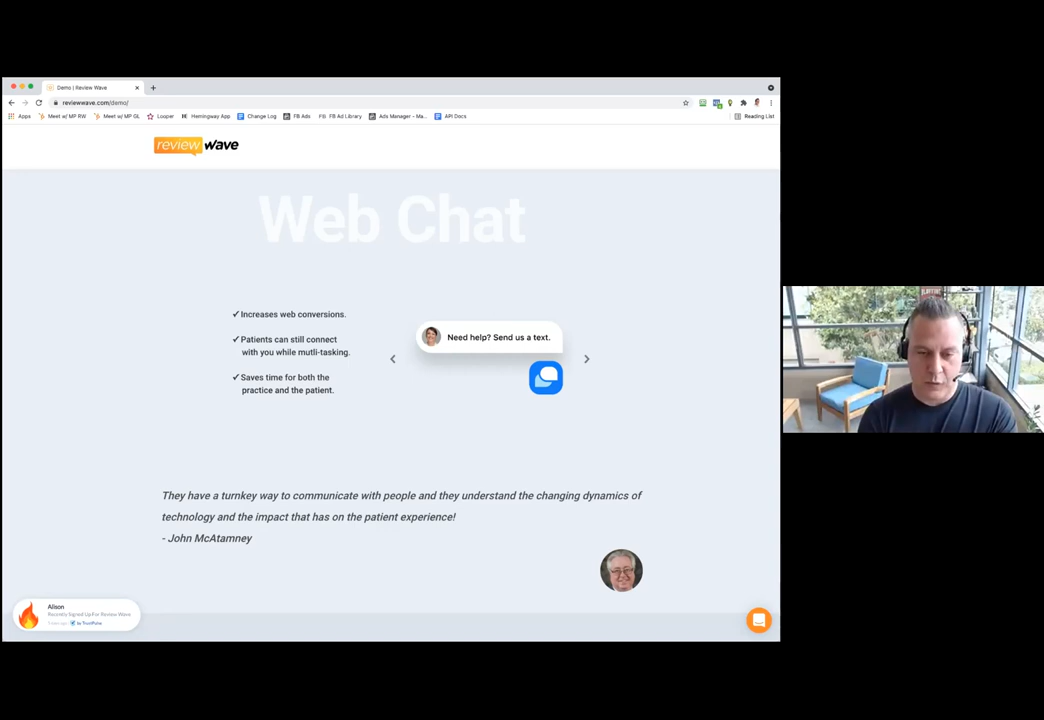 Demo | Review Wave
reviewwave.com/demo/
Apps
Meet w/ MP RW
Meet w/ MP GL
Looper
Hemingway App
Change Log
FB Ads
FB Ad Library
Ads Manager - Ma...
API Docs
Reading List
review wave
Web Chat
✓ Increases web conversions.
✓ Patients can still connect
with you while mutli-tasking.
✓ Saves time for both the
practice and the patient.
Need help? Send us a text.
They have a turnkey way to communicate with people and they understand the changing dynamics of
technology and the impact that has on the patient experience!
- John McAtamney
Alison
Recently Signed Up For Review Wave
by TrustPulse